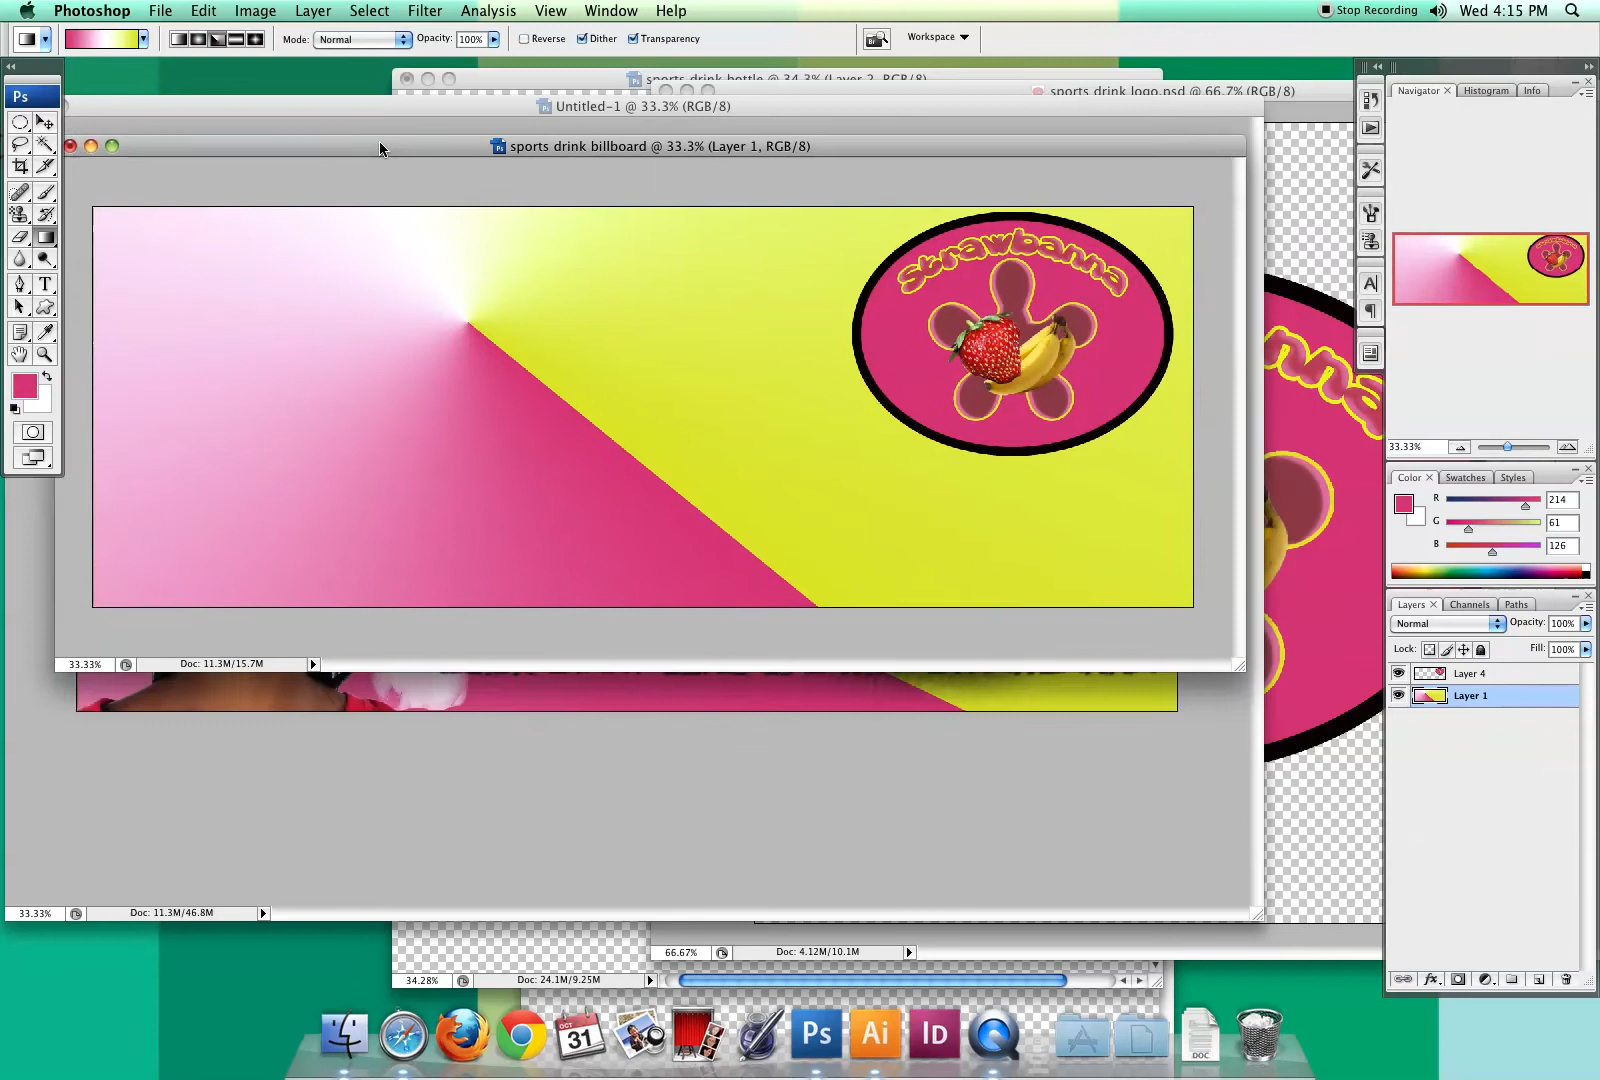 Photoshop File Edit Image Layer Select Filter Analysis View Window Help Stop Recording Wed 4:15 PM
Mode: Normal Opacity: 100% Reverse Dither Transparency Workspace
Ps
sports drink bottle @ 34.3% (Layer 2, RGB/8)
sports drink logo.psd @ 66.7% (RGB/8)
Untitled-1 @ 33.3% (RGB/8)
sports drink billboard @ 33.3% (Layer 1, RGB/8)
strawbanna
nna
Navigator Histogram Info
33.33%
Color Swatches Styles
R 214
G 61
B 126
Layers Channels Paths
Normal Opacity: 100%
Lock: Fill: 100%
Layer 4
Layer 1
33.33% Doc: 11.3M/15.7M
33.33% Doc: 11.3M/46.8M
66.67% Doc: 4.12M/10.1M
34.28% Doc: 24.1M/9.25M
OCT
31
Ps
Ai
Id
DOC